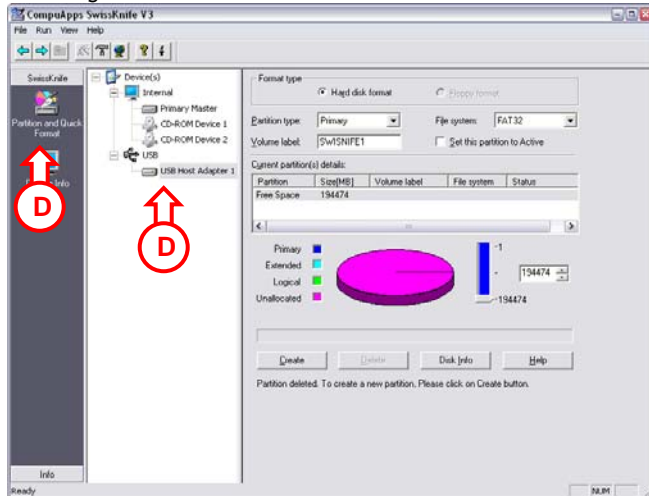 CompuApps SwissKnife V3
File Run View Help
SwissKnife
Partition and Quick
Format
Info
D
Device(s)
Internal
Primary Master
CD-ROM Device 1
CD-ROM Device 2
USB
USB Host Adapter 1
D
Format type
Hard disk format
Floppy format
Partition type: Primary File system: FAT32
Volume label: SWISNIFE1 Set this partition to Active
Current partition(s) details:
Partition Size[MB] Volume label File system Status
Free Space 194474
Primary
Extended
Logical
Unallocated
-1
194474
-194474
Create Delete Disk Info Help
Partition deleted. To create a new partition, Please click on Create button.
Info
Ready NUM